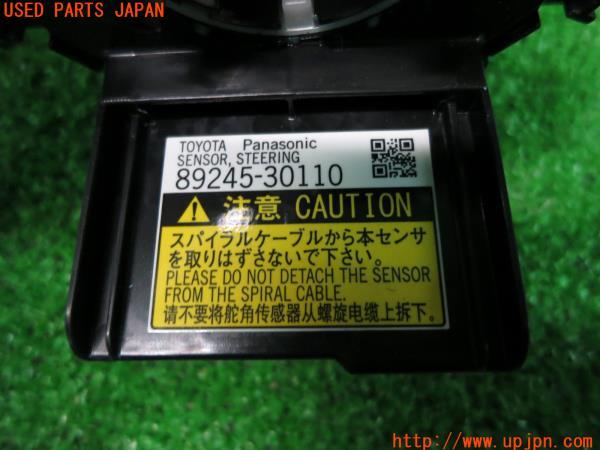 USED PARTS JAPAN
TOYOTA Panasonic
SENSOR, STEERING
89245-30110
注意 CAUTION
スパイラルケーブルから本センサ
を取りはずさないで下さい。
PLEASE DO NOT DETACH THE SENSOR
FROM THE SPIRAL CABLE.
请不要将舵角传感器从螺旋电缆上拆下。
http://www.upjpn.com/